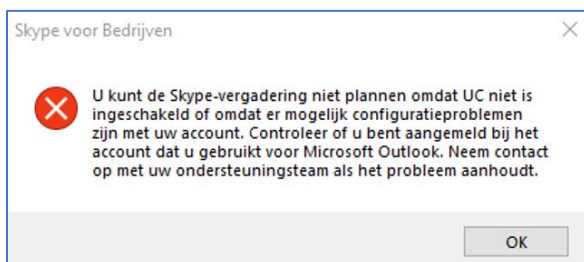 Skype voor Bedrijven
U kunt de Skype-vergadering niet plannen omdat UC niet is
ingeschakeld of omdat er mogelijk configuratieproblemen
zijn met uw account. Controleer of u bent aangemeld bij het
account dat u gebruikt voor Microsoft Outlook. Neem contact
op met uw ondersteuningsteam als het probleem aanhoudt.
OK